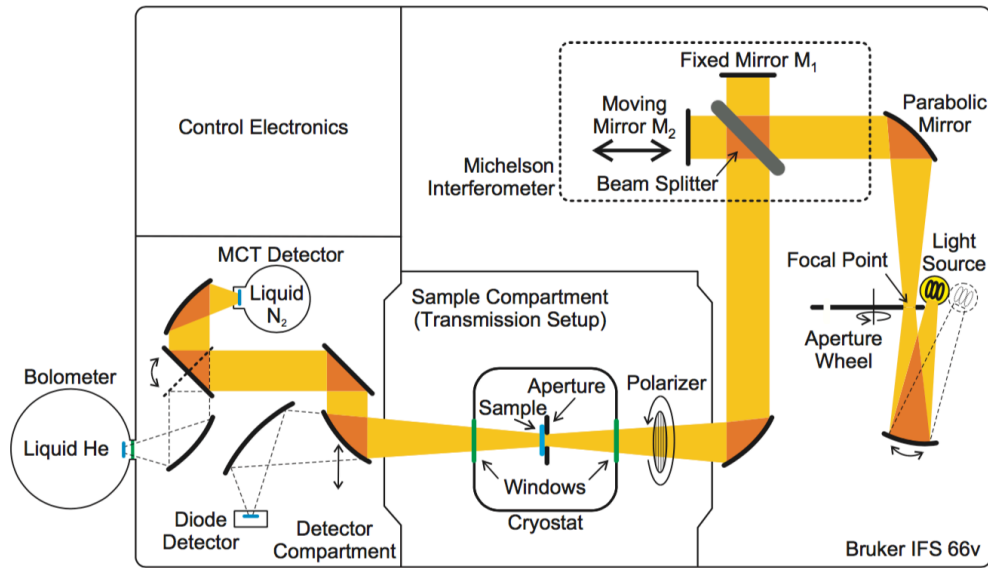 Control Electronics
Fixed Mirror M1
Moving
Mirror M2
Michelson
Interferometer
Beam Splitter
Parabolic
Mirror
Focal Point
Light
Source
Aperture
Wheel
MCT Detector
Liquid
N2
Sample Compartment
(Transmission Setup)
Bolometer
Liquid He
Aperture
Sample
Polarizer
Windows
Cryostat
Diode
Detector
Detector
Compartment
Bruker IFS 66v